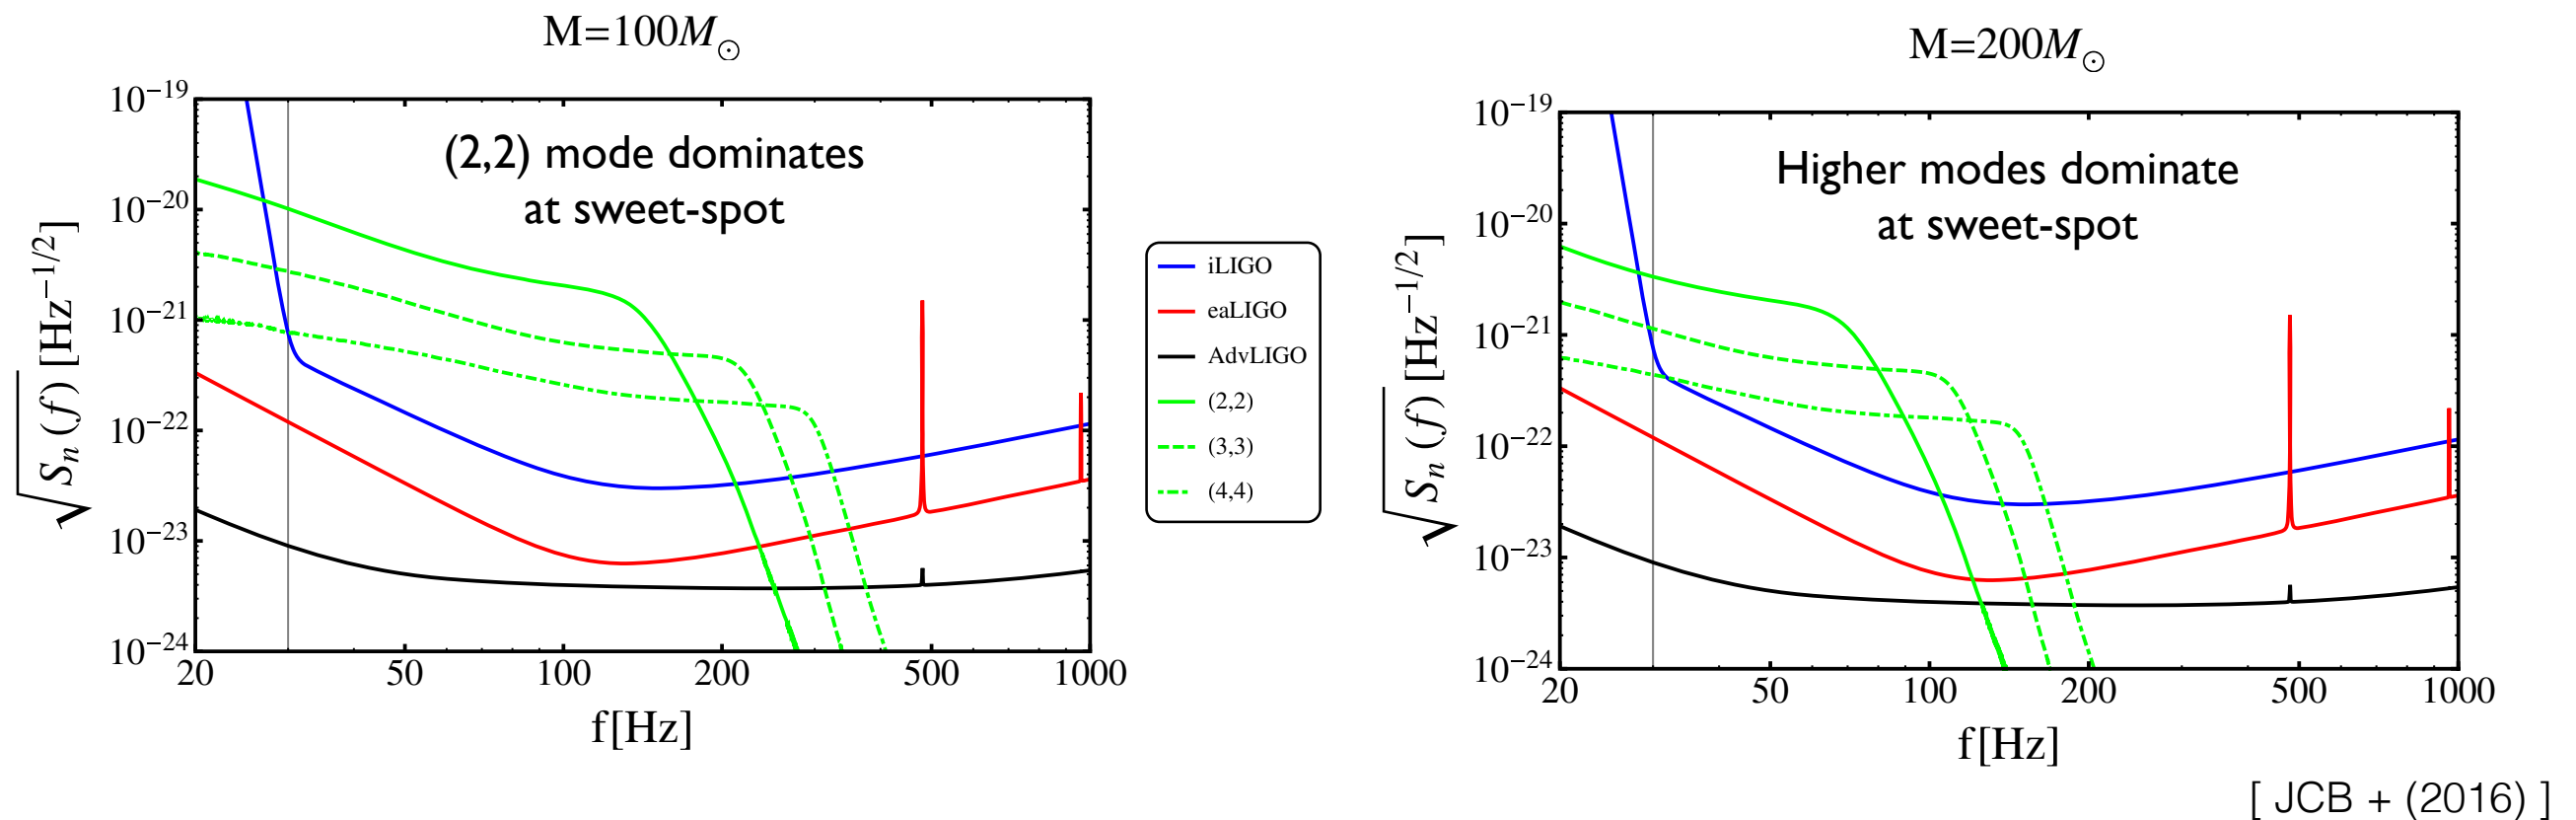 M=100M⊙
(2,2) mode dominates
at sweet-spot
√Sn (f) [Hz−1/2]
10−19
10−20
10−21
10−22
10−23
10−24
20 50 100 200 500 1000
f[Hz]
iLIGO
eaLIGO
AdvLIGO
(2,2)
(3,3)
(4,4)
M=200M⊙
Higher modes dominate
at sweet-spot
√Sn (f) [Hz−1/2]
10−19
10−20
10−21
10−22
10−23
10−24
20 50 100 200 500 1000
f[Hz]
[ JCB + (2016) ]